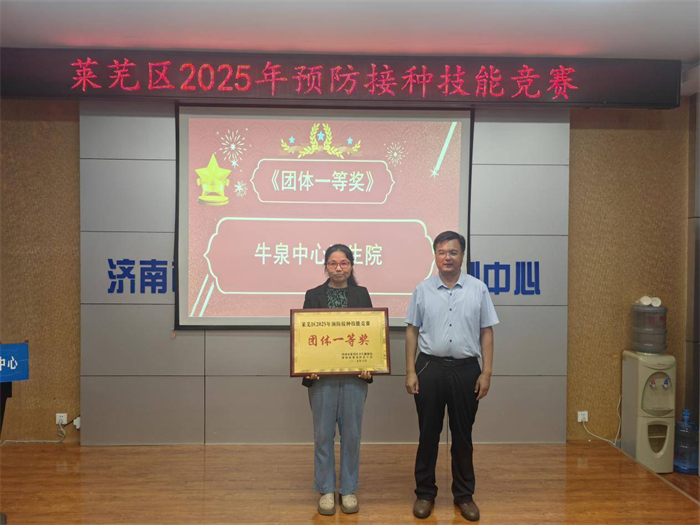 莱芜区2025年预防接种技能竞赛
《团体一等奖》
牛泉中心卫生院
济南
中心
莱芜区2025年预防接种技能竞赛
团体一等奖
中心